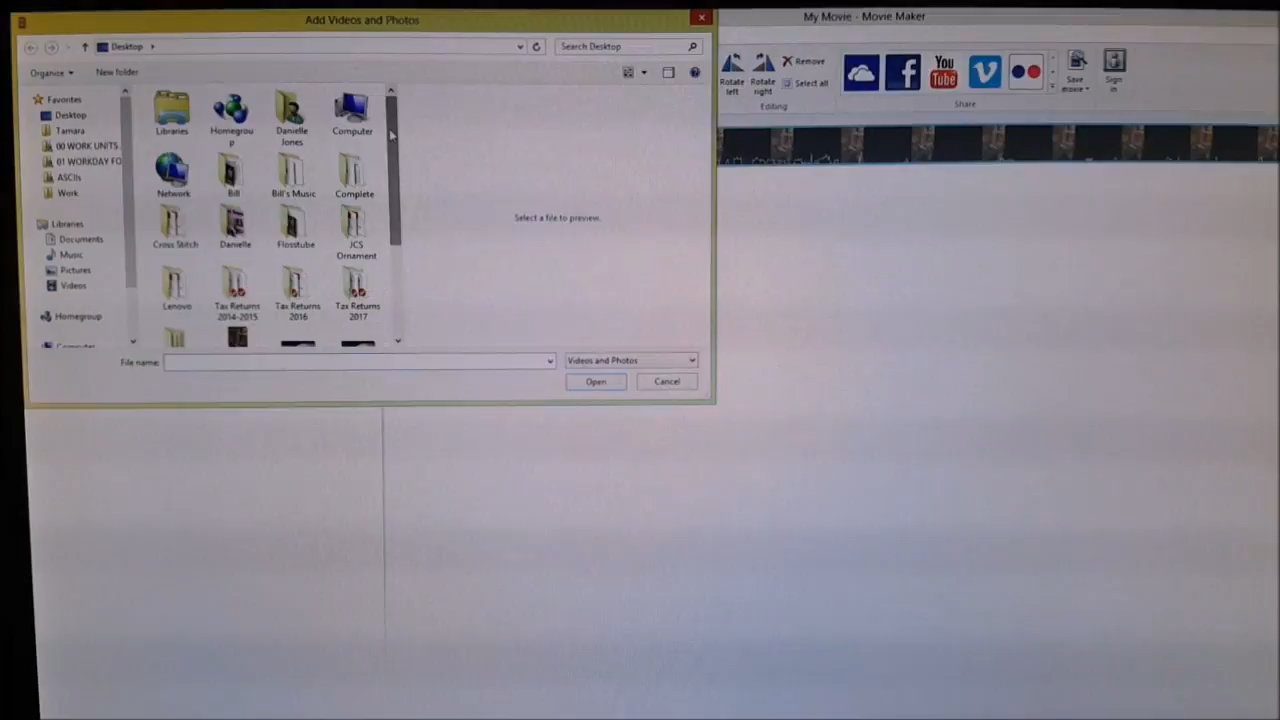 Add Videos and Photos
My Movie - Movie Maker
Desktop
Search Desktop
Organize
New folder
Favorites
Desktop
Tamara
00 WORK UNITS
01 WORKDAY FO
ASCIIs
Work
Libraries
Documents
Music
Pictures
Videos
Homegroup
Computer
Libraries
Homegrou
p
Danielle
Jones
Computer
Network
Bill
Bill's Music
Complete
Cross Stitch
Danielle
Flosstube
JCS
Ornament
Lenovo
Tax Returns
2014-2015
Tax Returns
2016
Tax Returns
2017
Select a file to preview.
File name:
Videos and Photos
Open
Cancel
Rotate
left
Rotate
right
Remove
Select all
Editing
You
Tube
Share
Save
movie
Sign
in